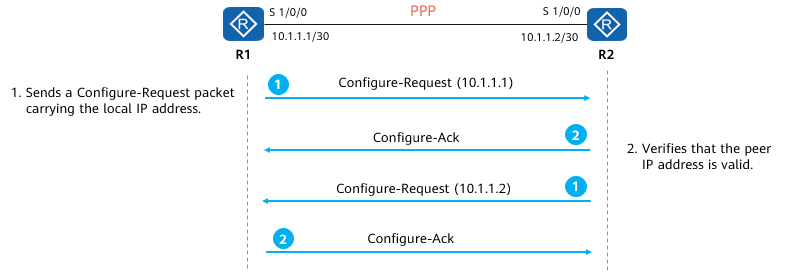 S 1/0/0
PPP
S 1/0/0
R
R
10.1.1.1/30
10.1.1.2/30
R1
R2
1. Sends a Configure-Request packet
carrying the local IP address.
1
Configure-Request (10.1.1.1)
Configure-Ack
2
2. Verifies that the peer
IP address is valid.
Configure-Request (10.1.1.2)
1
2
Configure-Ack